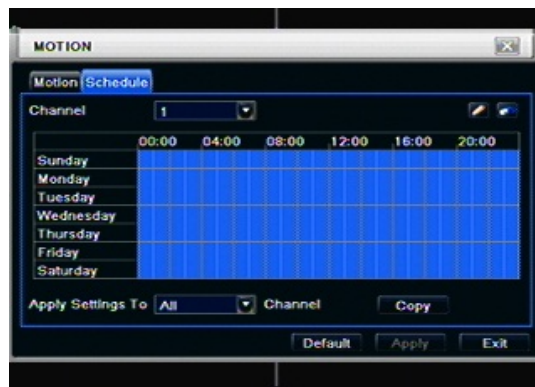 MOTION
Motion Schedule
Channel 1
00:00 04:00 08:00 12:00 16:00 20:00
Sunday
Monday
Tuesday
Wednesday
Thursday
Friday
Saturday
Apply Settings To All Channel Copy
Default Apply Exit